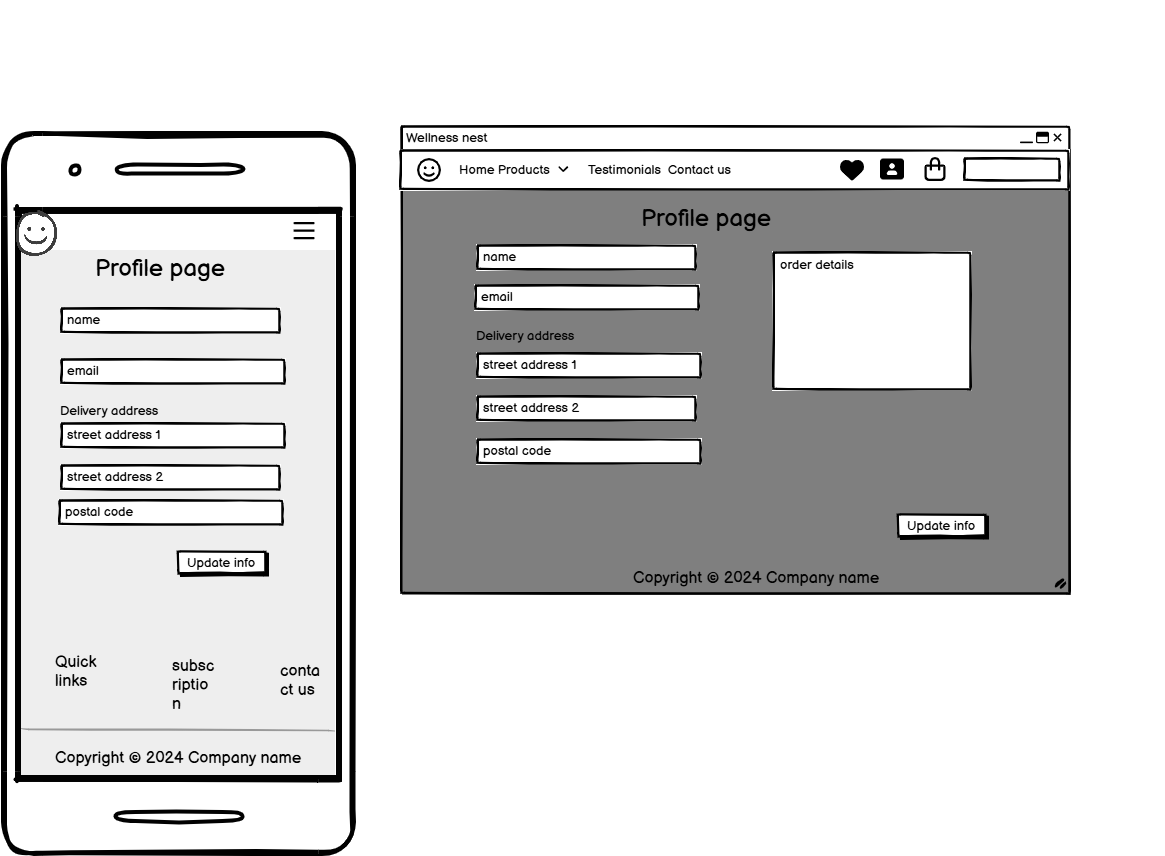 Profile page
name
email
Delivery address
street address 1
street address 2
postal code
Update info
Quick
links
subsc
riptio
n
conta
ct us
Copyright © 2024 Company name
Wellness nest
Home Products Testimonials Contact us
Profile page
name
email
Delivery address
street address 1
street address 2
postal code
order details
Update info
Copyright © 2024 Company name